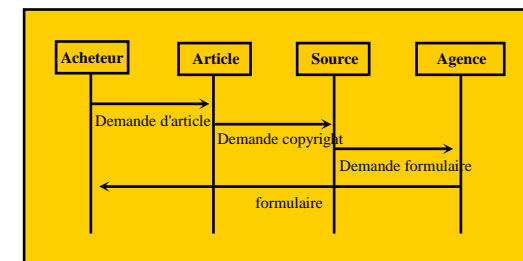 Acheteur Article Source Agence
Demande d'article
Demande copyright
Demande formulaire
formulaire